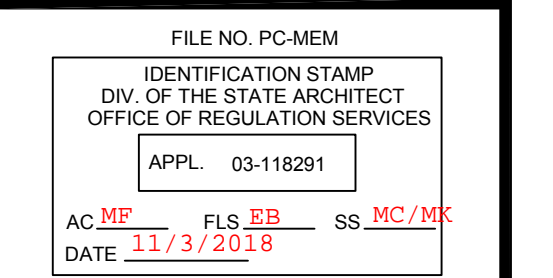 FILE NO. PC-MEM
IDENTIFICATION STAMP
DIV. OF THE STATE ARCHITECT
OFFICE OF REGULATION SERVICES
APPL. 03-118291
AC MF FLS EB SS MC/MK
DATE 11/3/2018